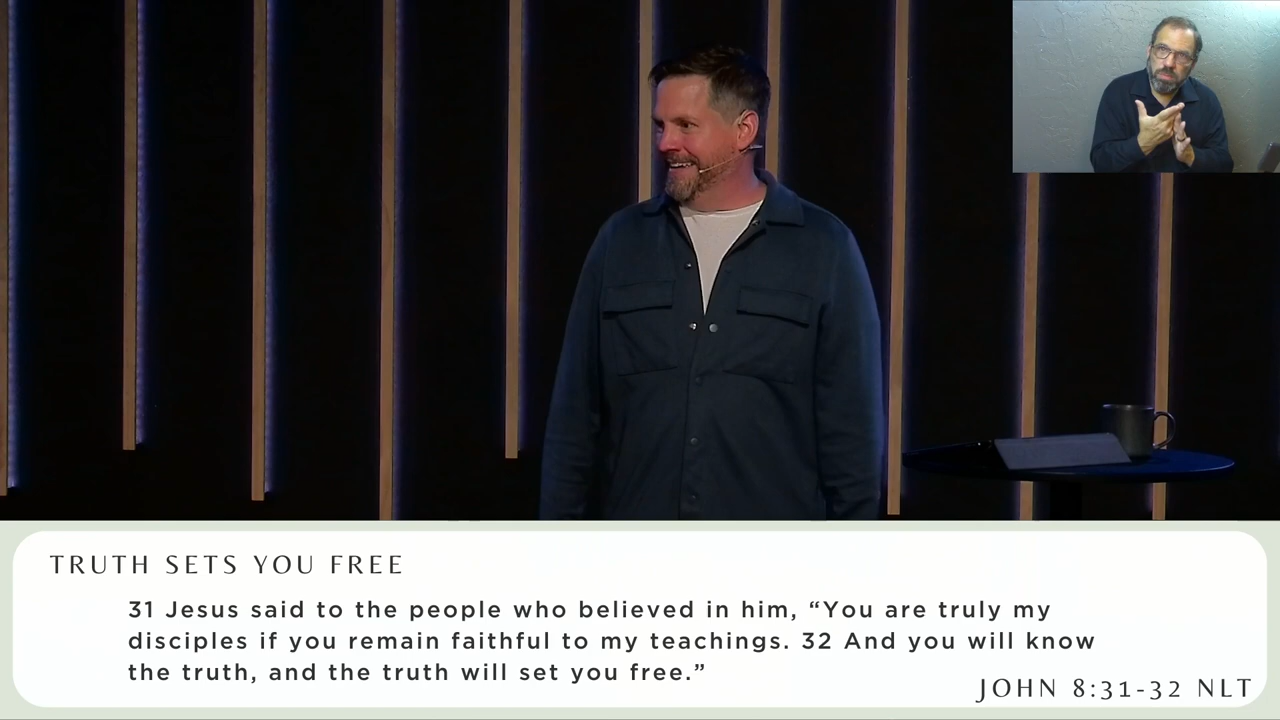 TRUTH SETS YOU FREE
31 Jesus said to the people who believed in him, “You are truly my
disciples if you remain faithful to my teachings. 32 And you will know
the truth, and the truth will set you free.”
JOHN 8:31-32 NLT